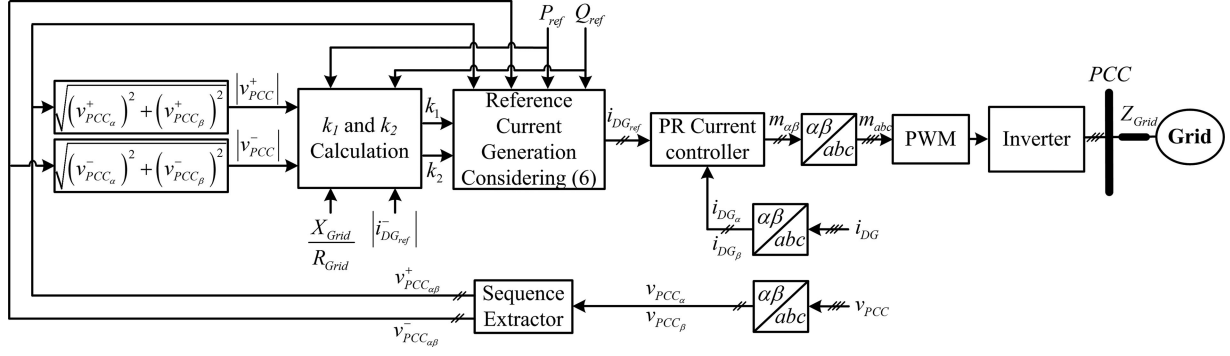 P_ref Q_ref
√((v⁺_PCCα)² + (v⁺_PCCβ)²)
|v⁺_PCC|
√((v⁻_PCCα)² + (v⁻_PCCβ)²)
|v⁻_PCC|
k₁ and k₂
Calculation
k₁
k₂
X_Grid
R_Grid
|i⁻_DGref|
Reference
Current
Generation
Considering (6)
i_DGref
PR Current
controller
m_αβ
αβ
abc
m_abc
PWM
Inverter
PCC
Z_Grid
Grid
i_DGα
i_DGβ
αβ
abc
i_DG
v⁺_PCCαβ
v⁻_PCCαβ
Sequence
Extractor
v_PCCα
v_PCCβ
αβ
abc
v_PCC